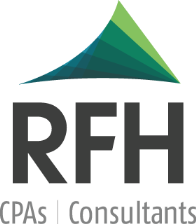 RFH
CPAs | Consultants